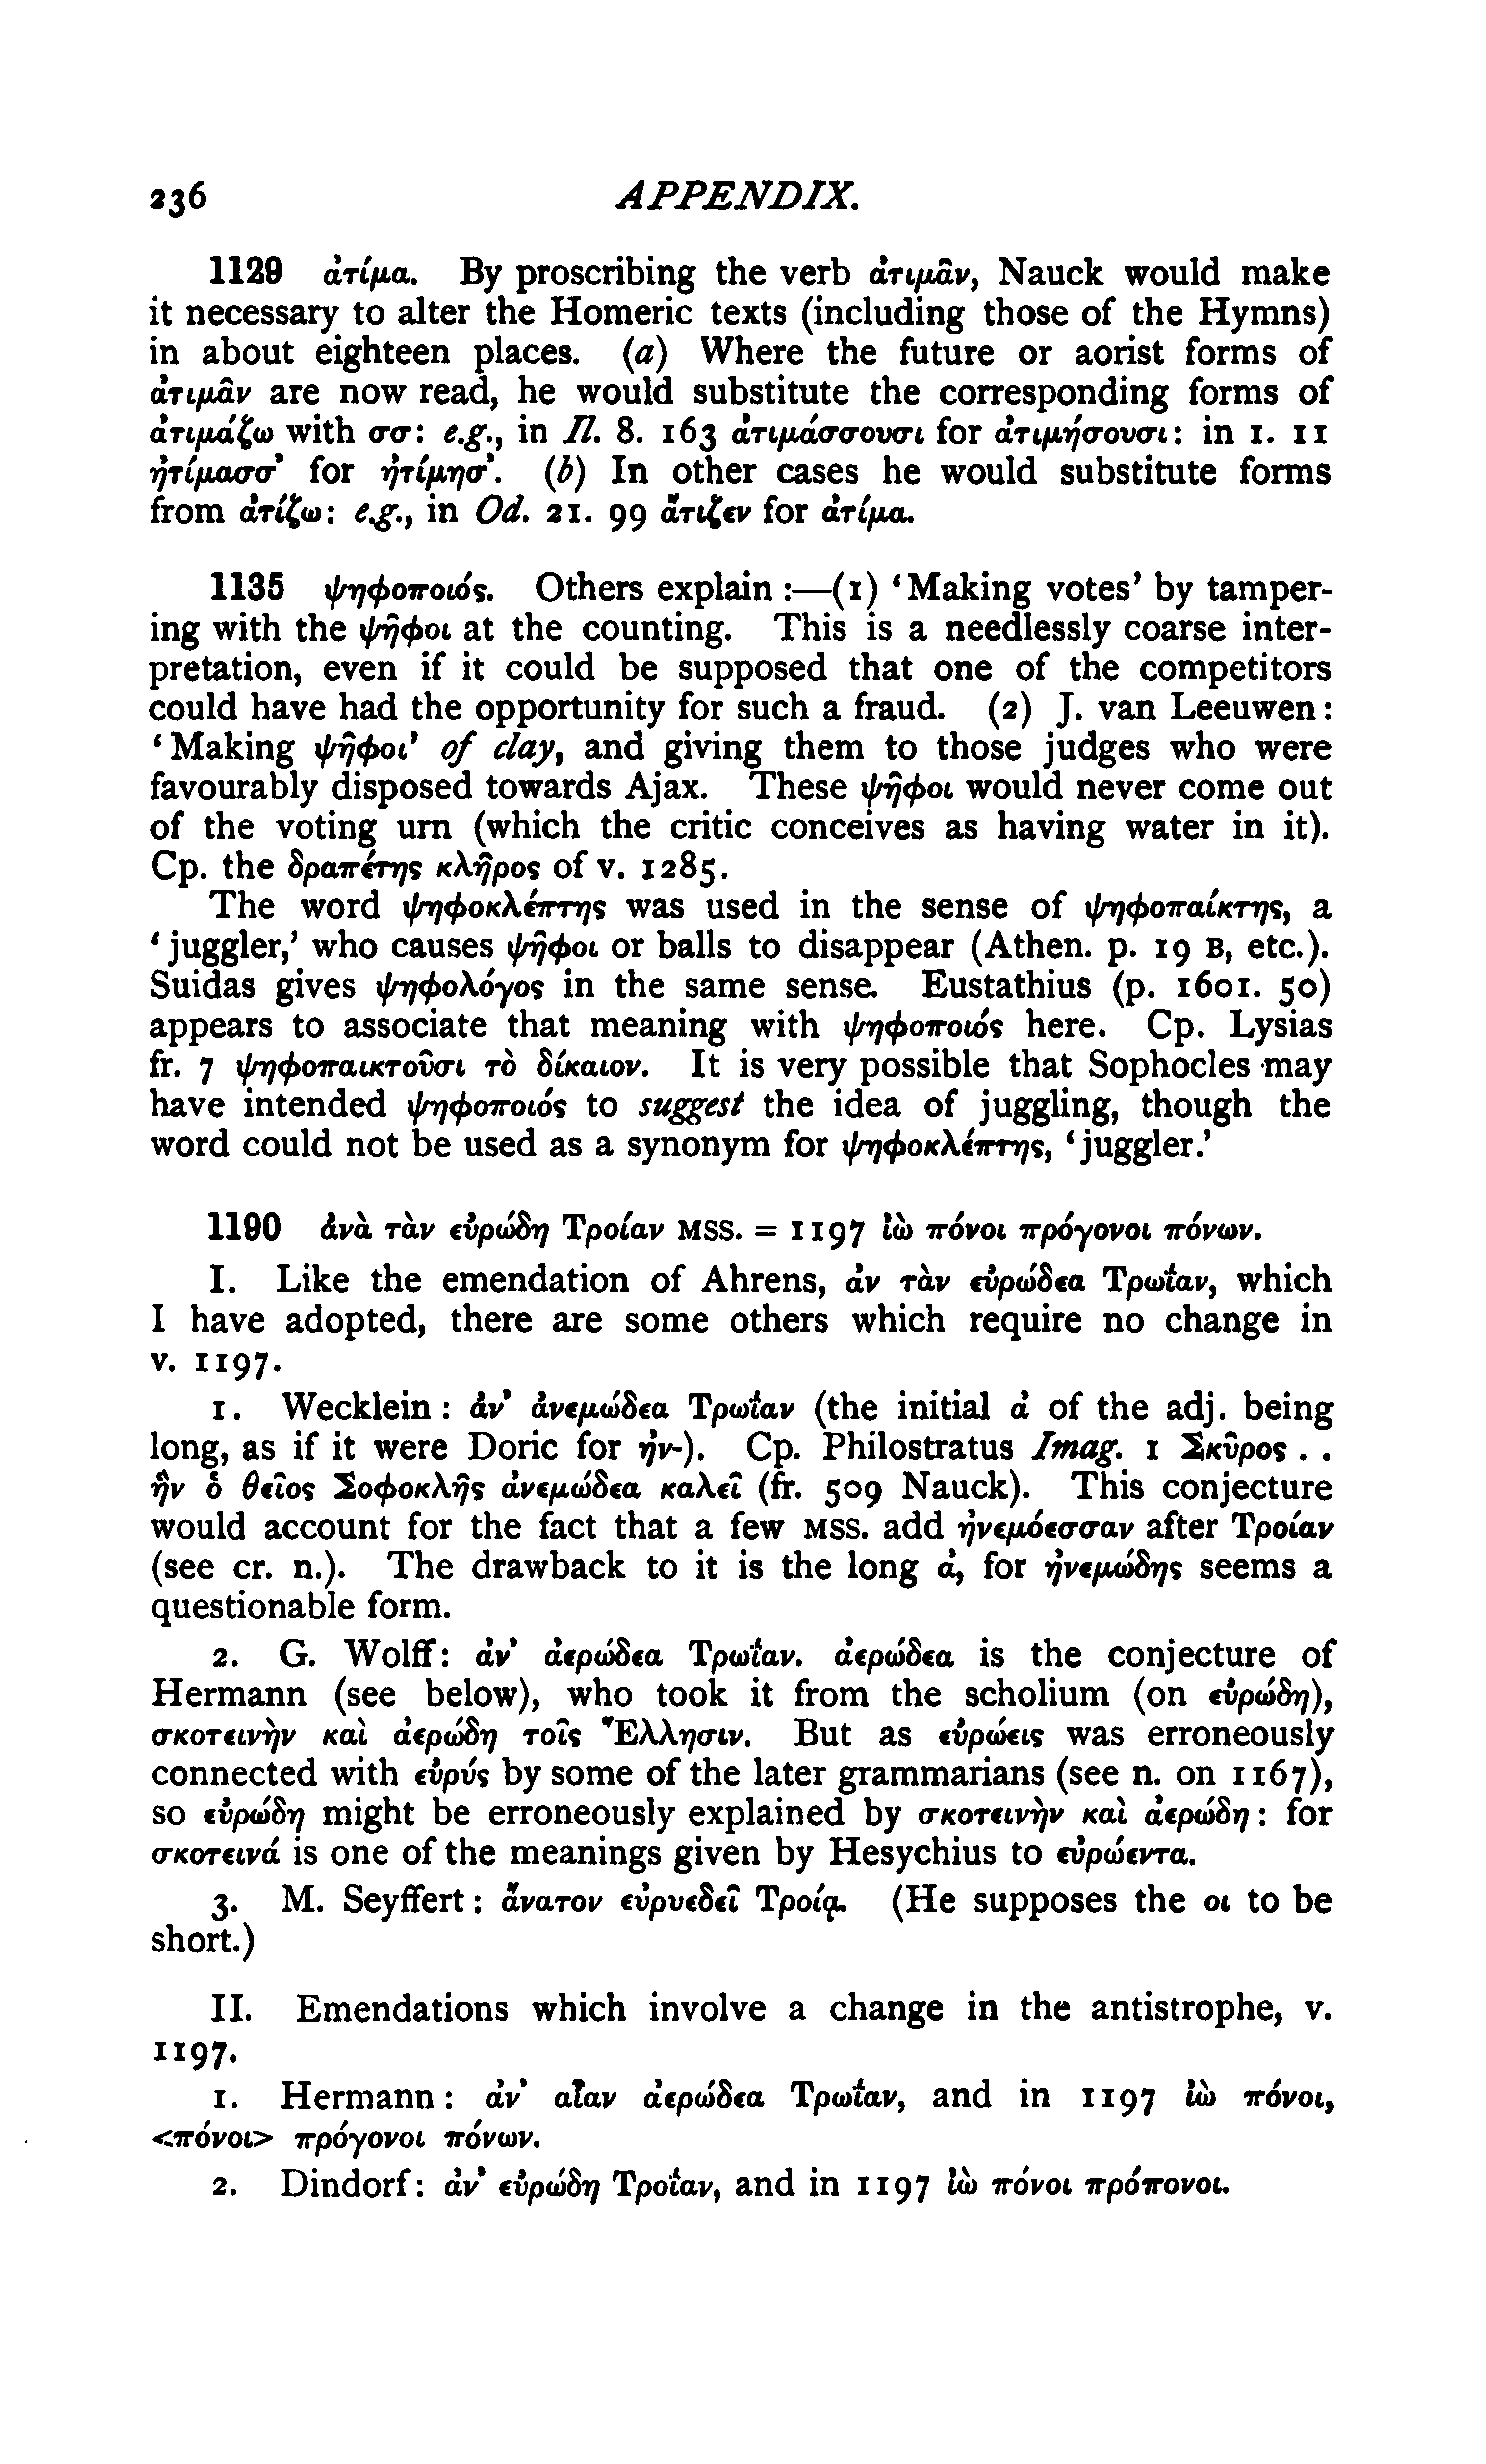 236 APPENDIX.
1129 ἀτίμα. By proscribing the verb ἀτιμᾶν, Nauck would make
it necessary to alter the Homeric texts (including those of the Hymns)
in about eighteen places. (a) Where the future or aorist forms of
ἀτιμᾶν are now read, he would substitute the corresponding forms of
ἀτιμάζω with σσ: e.g., in Il. 8. 163 ἀτιμάσσουσι for ἀτιμήσουσι: in 1. 11
ἠτίμασσ’ for ἠτίμησ’. (b) In other cases he would substitute forms
from ἀτίζω: e.g., in Od. 21. 99 ἄτιζεν for ἀτίμα.
1135 ψηφοποιός. Others explain :—(1) ‘Making votes’ by tamper-
ing with the ψῆφοι at the counting. This is a needlessly coarse inter-
pretation, even if it could be supposed that one of the competitors
could have had the opportunity for such a fraud. (2) J. van Leeuwen:
‘Making ψῆφοι’ of clay, and giving them to those judges who were
favourably disposed towards Ajax. These ψῆφοι would never come out
of the voting urn (which the critic conceives as having water in it).
Cp. the δραπέτης κλῆρος of v. 1285.
The word ψηφοκλέπτης was used in the sense of ψηφοπαίκτης, a
‘juggler,’ who causes ψῆφοι or balls to disappear (Athen. p. 19 B, etc.).
Suidas gives ψηφολόγος in the same sense. Eustathius (p. 1601. 50)
appears to associate that meaning with ψηφοποιός here. Cp. Lysias
fr. 7 ψηφοπαικτοῦσι τὸ δίκαιον. It is very possible that Sophocles may
have intended ψηφοποιός to suggest the idea of juggling, though the
word could not be used as a synonym for ψηφοκλέπτης, ‘juggler.’
1190 ἀνὰ τὰν εὐρώδη Τροίαν MSS. = 1197 ἰὼ πόνοι πρόγονοι πόνων.
I. Like the emendation of Ahrens, ἀν τὰν εὐρώδεα Τρωΐαν, which
I have adopted, there are some others which require no change in
v. 1197.
1. Wecklein : ἀν’ ἀνεμώδεα Τρωΐαν (the initial ἀ of the adj. being
long, as if it were Doric for ἠν-). Cp. Philostratus Imag. 1 Σκῦρος . .
ἣν ὁ θεῖος Σοφοκλῆς ἀνεμώδεα καλεῖ (fr. 509 Nauck). This conjecture
would account for the fact that a few MSS. add ἠνεμόεσσαν after Τροίαν
(see cr. n.). The drawback to it is the long ἀ, for ἠνεμώδης seems a
questionable form.
2. G. Wolff: ἀν’ ἀερώδεα Τρωΐαν. ἀερώδεα is the conjecture of
Hermann (see below), who took it from the scholium (on εὐρώδη),
σκοτεινὴν καὶ ἀερώδη τοῖς Ἕλλησιν. But as εὐρώεις was erroneously
connected with εὐρύς by some of the later grammarians (see n. on 1167),
so εὐρώδη might be erroneously explained by σκοτεινὴν καὶ ἀερώδη : for
σκοτεινά is one of the meanings given by Hesychius to εὐρώεντα.
3. M. Seyffert : ἄνατον εὐρυεδεῖ Τροίᾳ. (He supposes the οι to be
short.)
II. Emendations which involve a change in the antistrophe, v.
1197.
1. Hermann : ἀν’ αἶαν ἀερώδεα Τρωΐαν, and in 1197 ἰὼ πόνοι,
<πόνοι> πρόγονοι πόνων.
2. Dindorf: ἀν’ εὐρώδη Τροΐαν, and in 1197 ἰὼ πόνοι πρόπονοι.